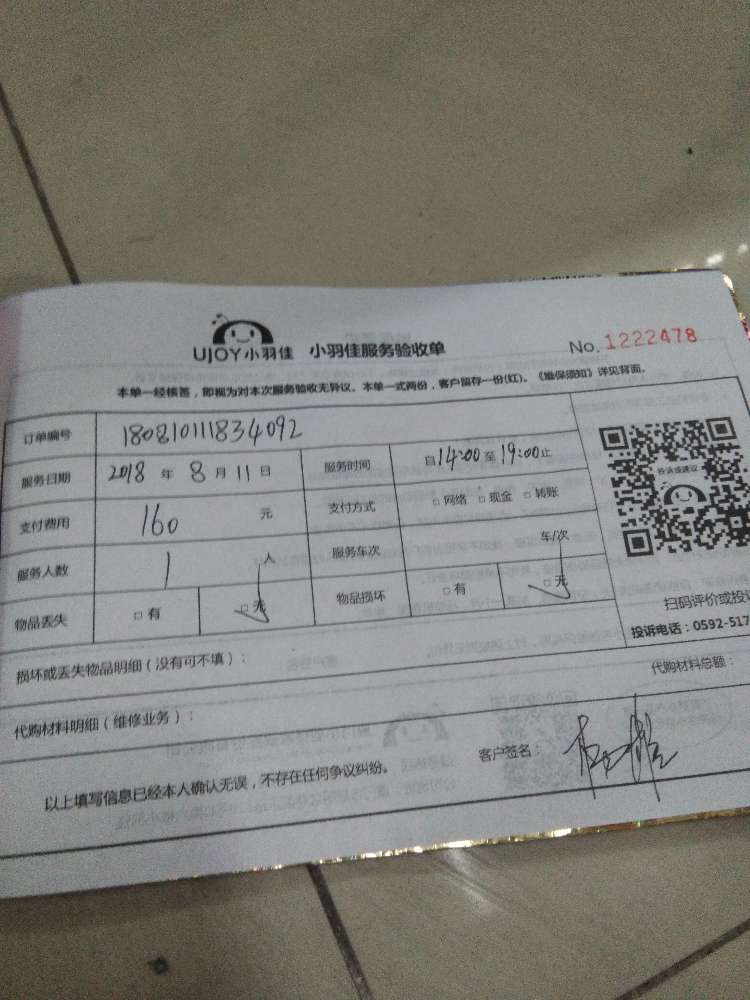 UJOY小羽佳 小羽佳服务验收单 No. 1222478
本单一经核签，即视为对本次服务验收无异议。本单一式两份，客户留存一份(红)。《维保须知》详见背面。
订单编号 180810111834092
服务日期 2018 年 8 月 11 日 服务时间 自14:00至19:00止
支付费用 160 元 支付方式 □ 网络 □ 现金 □ 转账
服务人数 1 人 服务车次 车/次
物品丢失 □ 有 □ 无 物品损坏 □ 有 □ 无
投诉或建议
扫码评价或投
投诉电话：0592-517
损坏或丢失物品明细（没有可不填）：
代购材料明细（维修业务）： 代购材料总额：
以上填写信息已经本人确认无误，不存在任何争议纠纷。 客户签名：